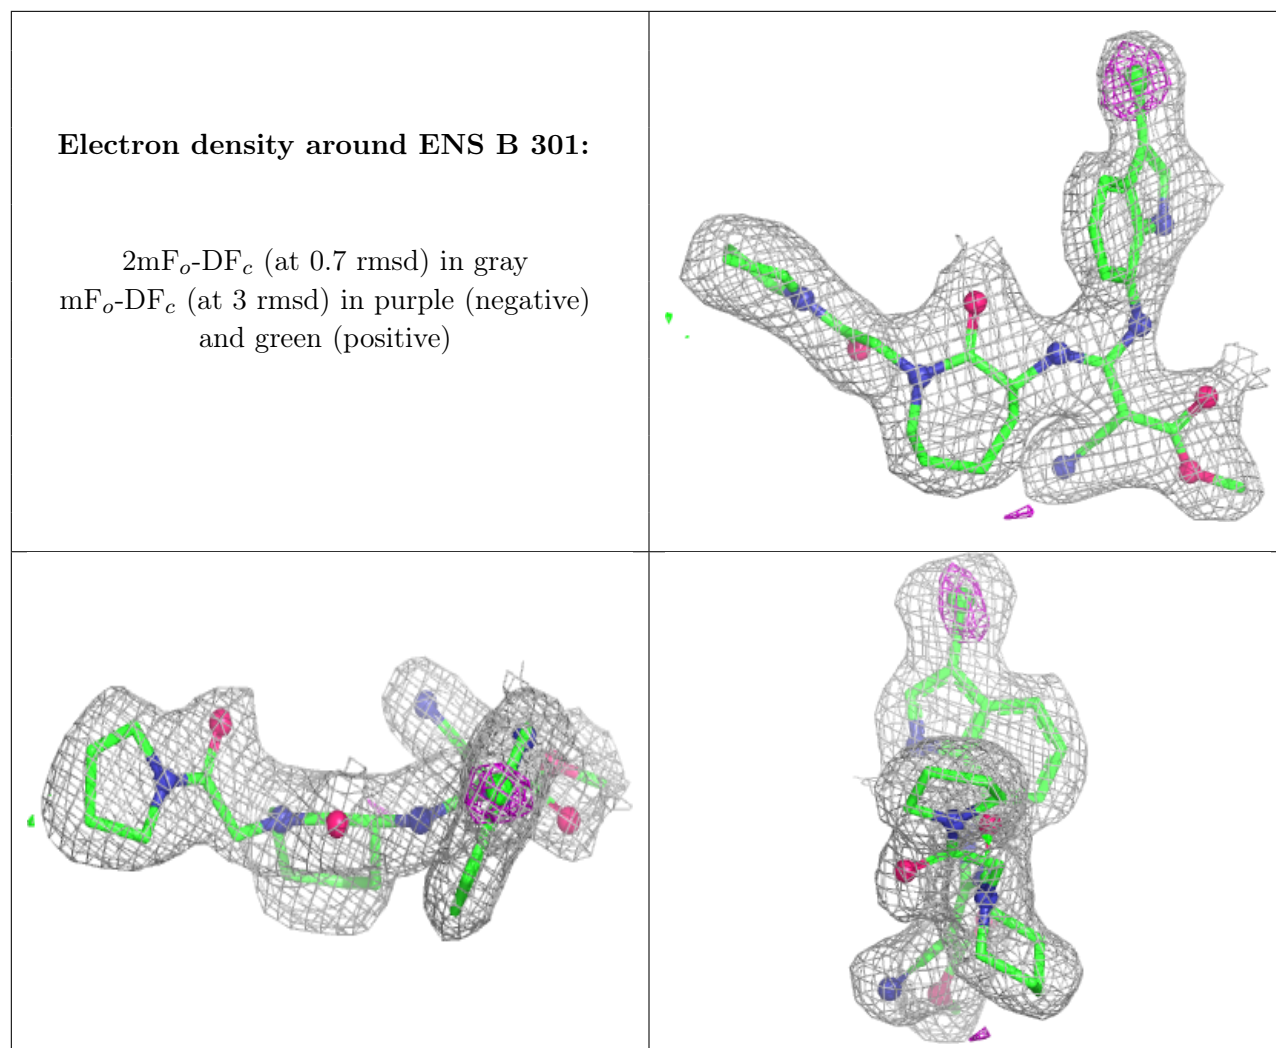 Electron density around ENS B 301:
2mFₒ-DF𝒸 (at 0.7 rmsd) in gray
mFₒ-DF𝒸 (at 3 rmsd) in purple (negative)
and green (positive)